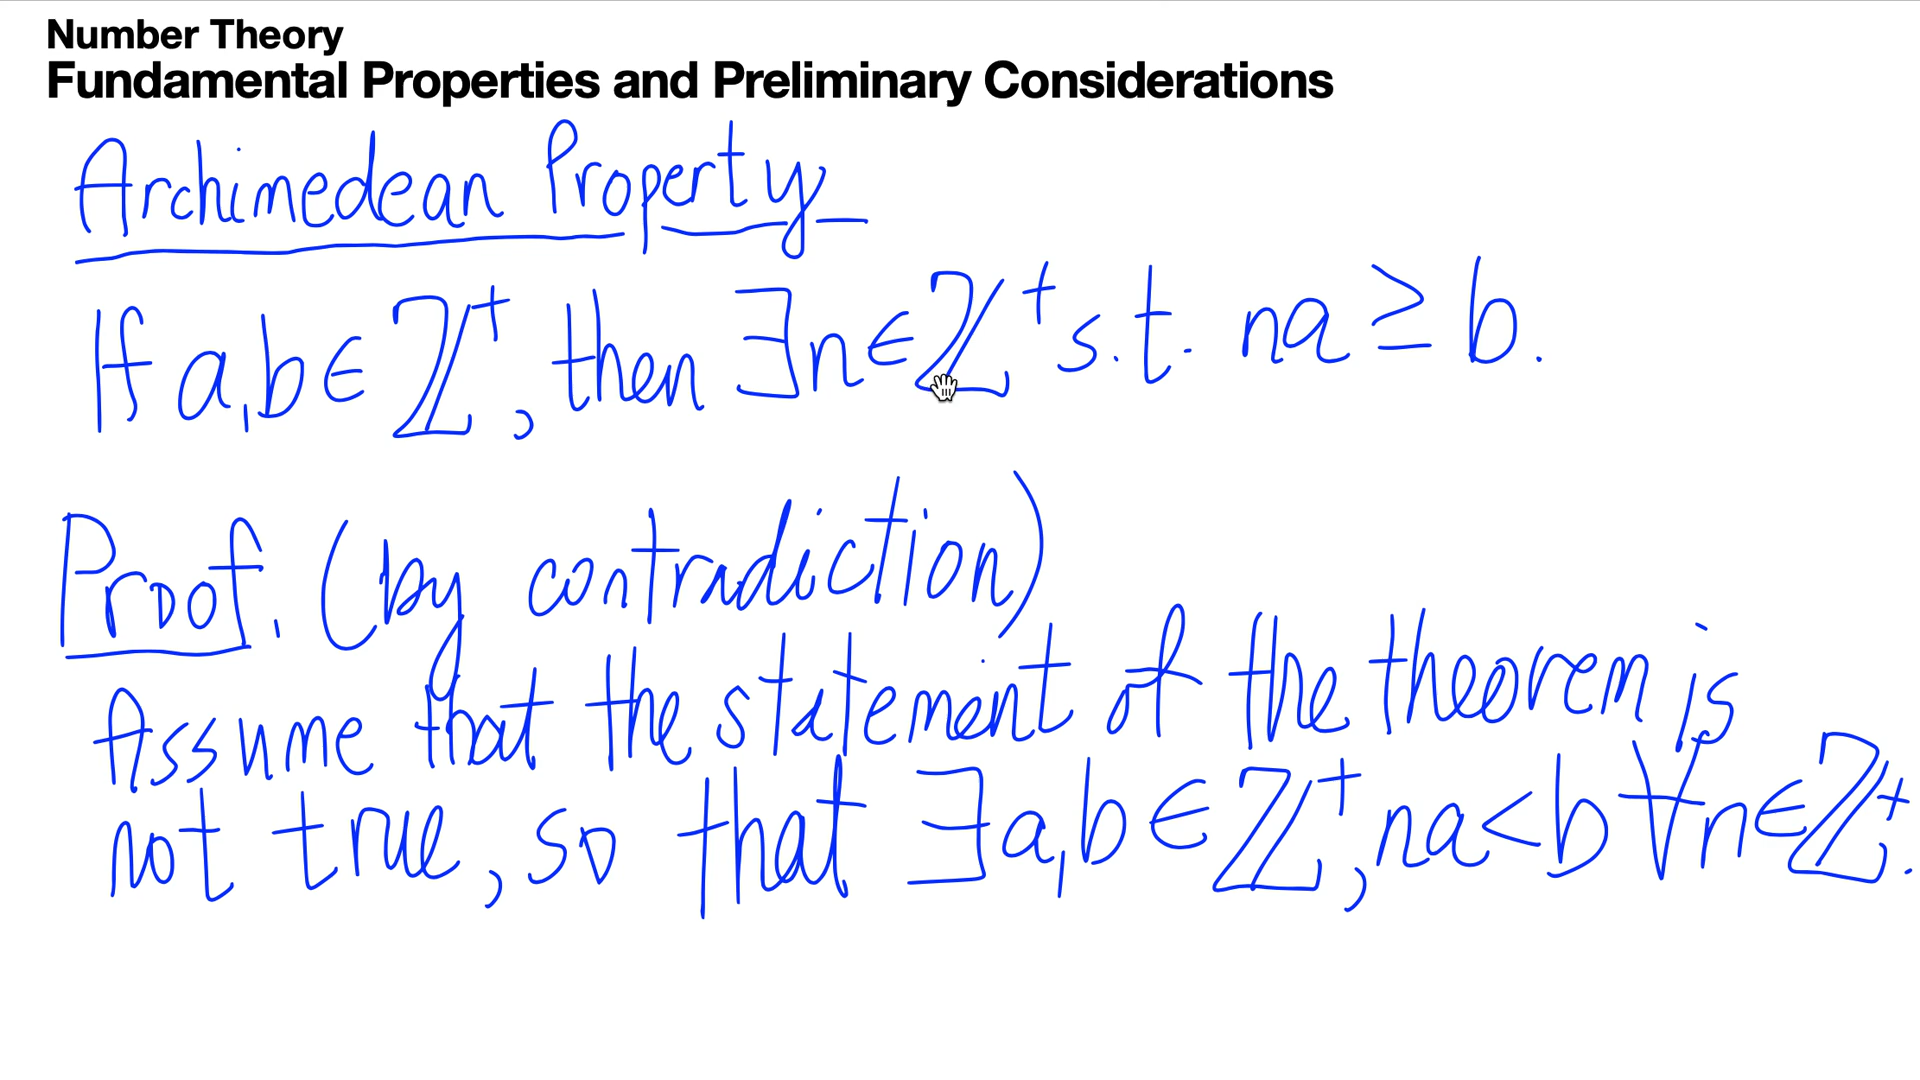 Number Theory
Fundamental Properties and Preliminary Considerations
Archimedean Property
If a,b ∈ ℤ⁺, then ∃n ∈ ℤ⁺ s.t. na ≥ b.
Proof. (by contradiction)
Assume that the statement of the theorem is
not true, so that ∃a,b ∈ ℤ⁺, na < b ∀n ∈ ℤ⁺.